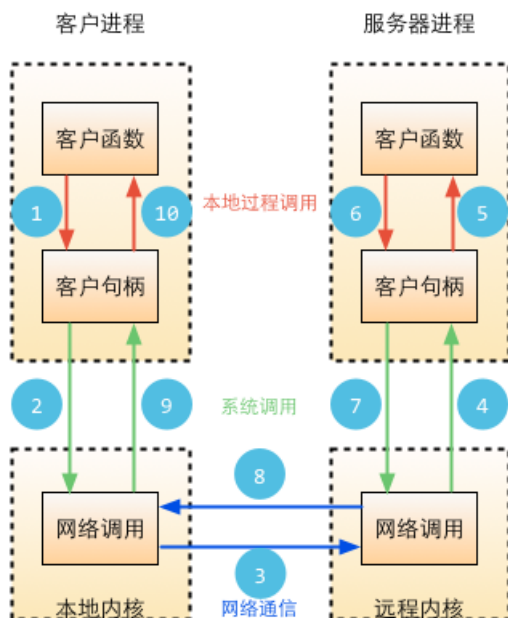 客户进程
服务器进程
客户函数
客户函数
1
10
本地过程调用
6
5
客户句柄
客户句柄
2
9
系统调用
7
4
8
网络调用
网络调用
3
本地内核
网络通信
远程内核